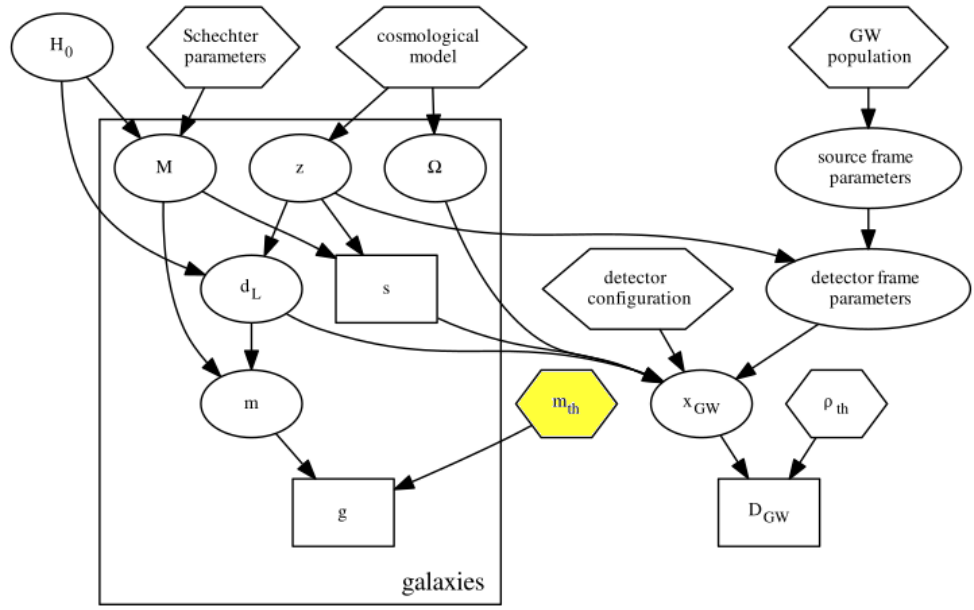 H0
Schechter
parameters
cosmological
model
GW
population
M
z
Ω
source frame
parameters
dL
s
detector
configuration
detector frame
parameters
m
mth
xGW
ρth
g
DGW
galaxies